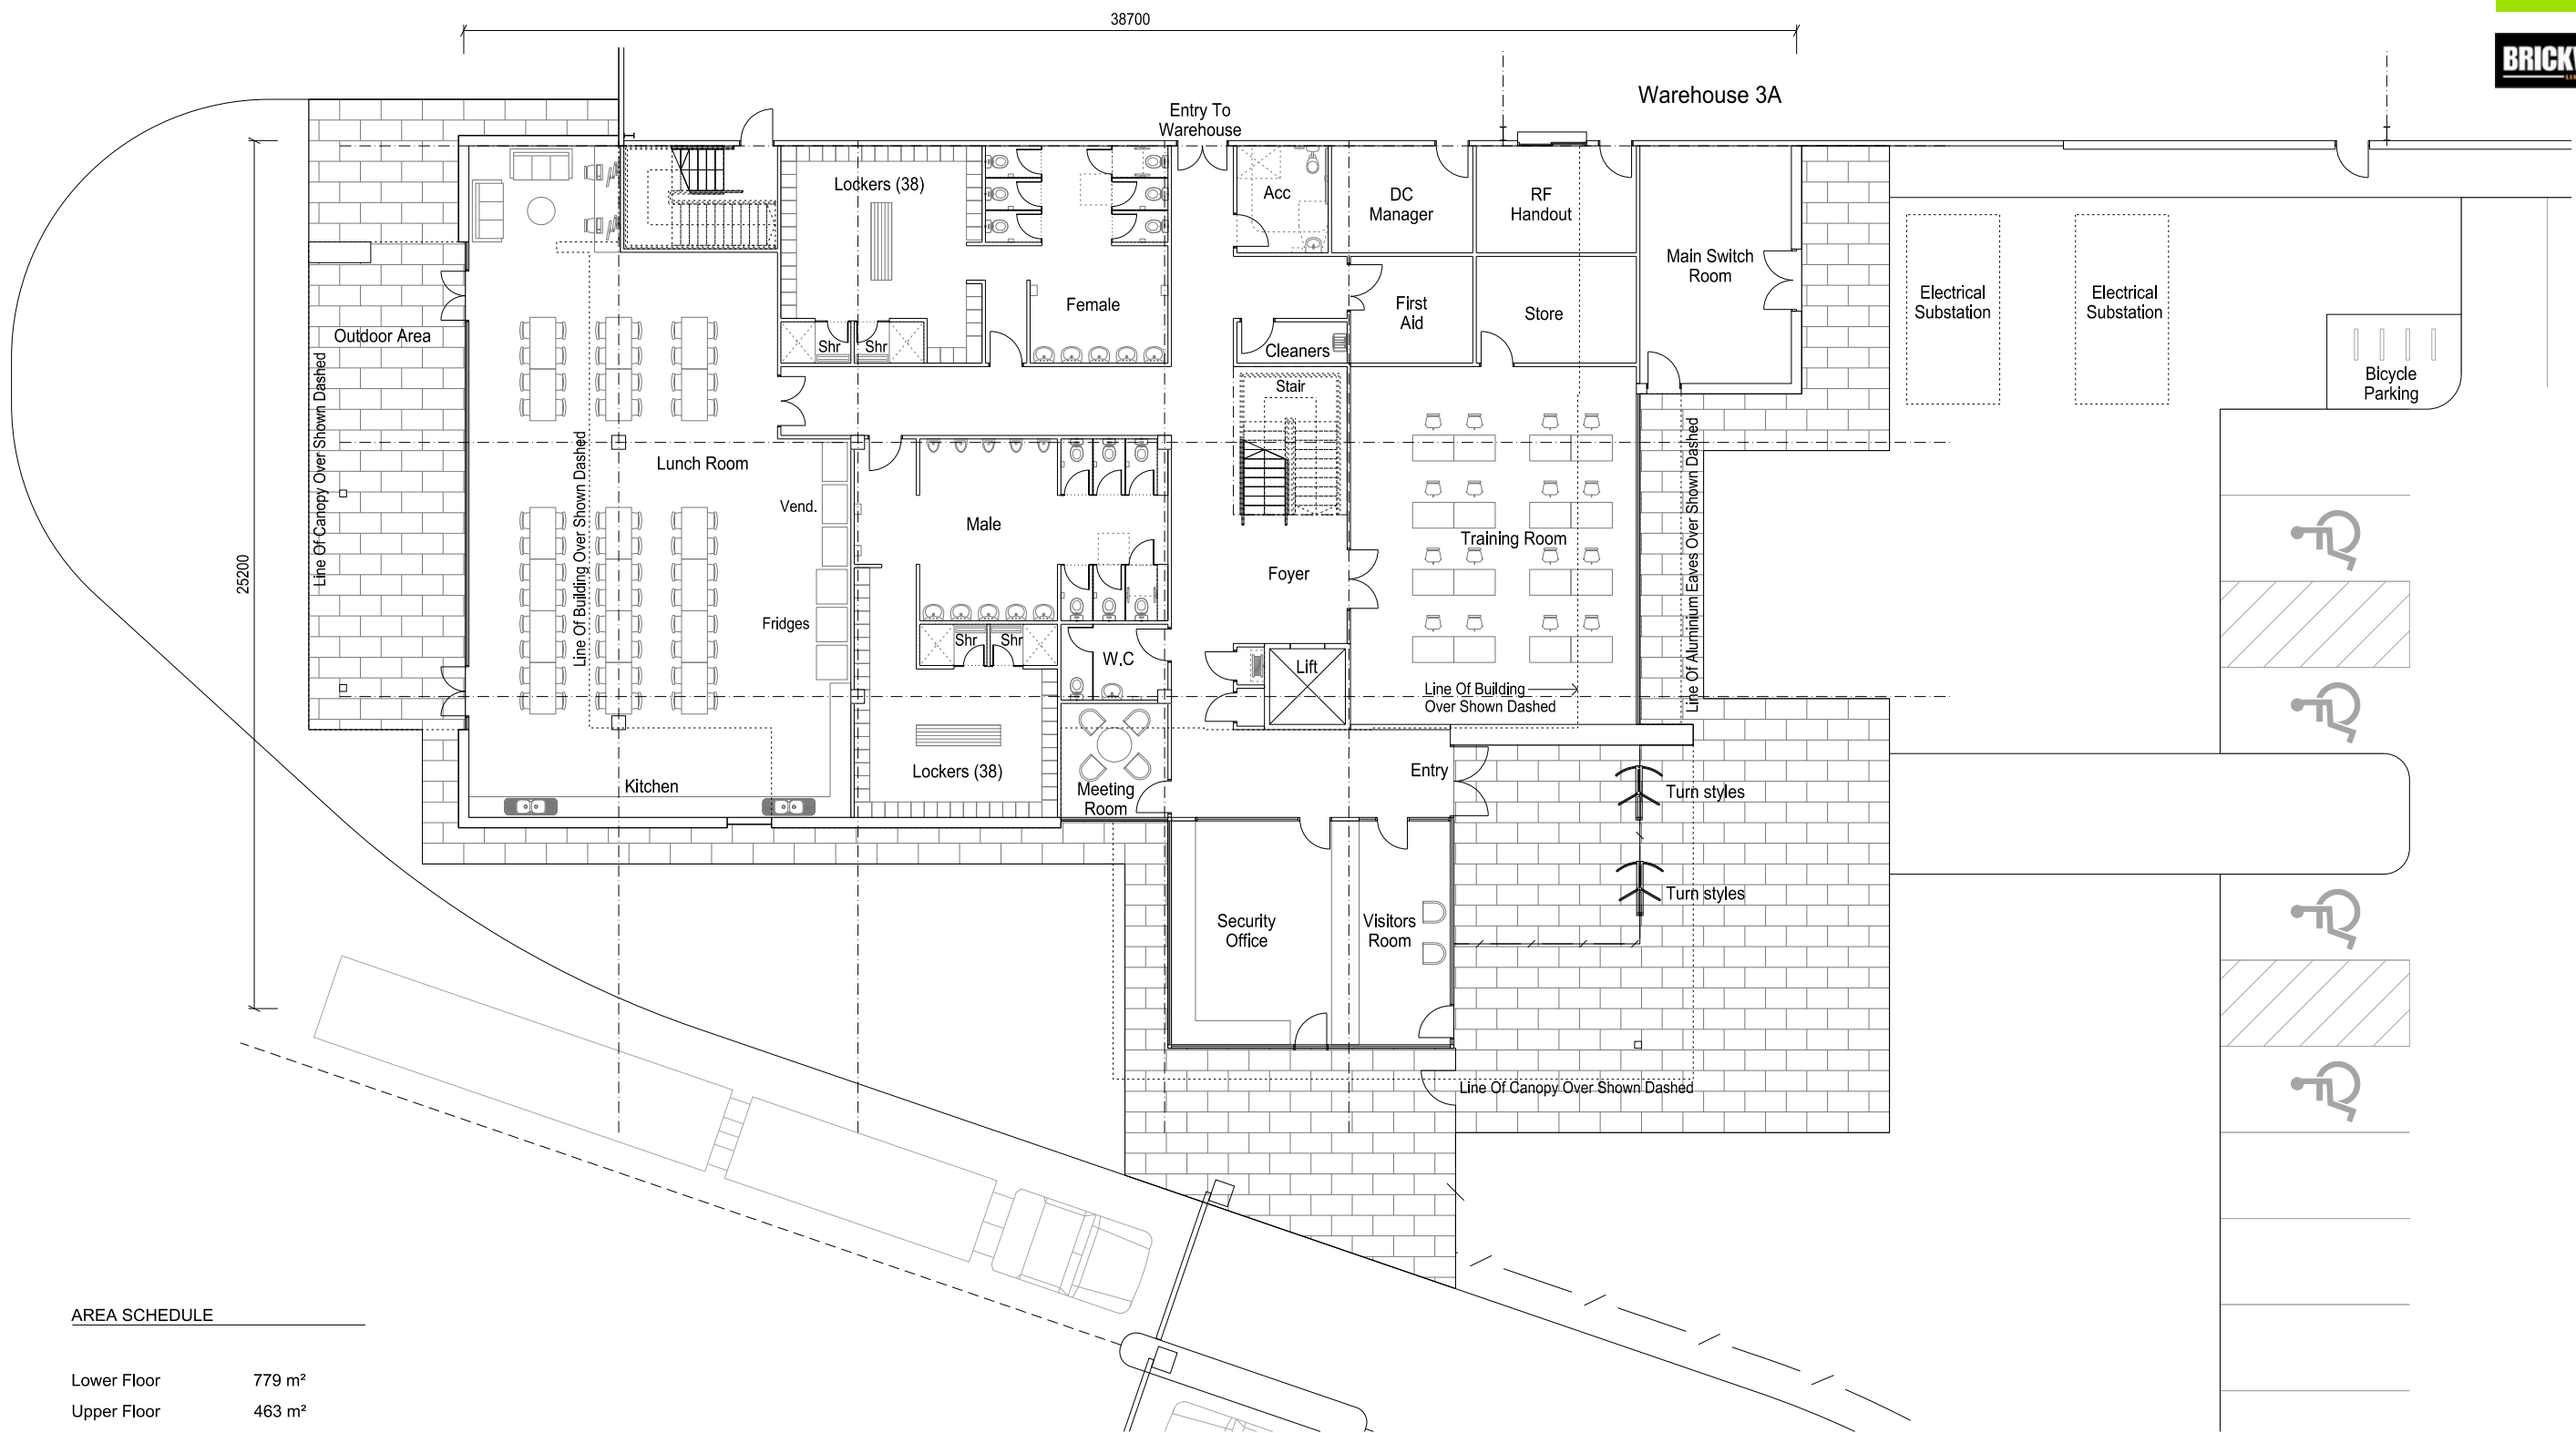 38700
Warehouse 3A
Entry To
Warehouse
Lockers (38)
Acc
DC
Manager
RF
Handout
Main Switch
Room
Electrical
Substation
Electrical
Substation
Female
First
Aid
Store
Outdoor Area
Shr
Shr
Cleaners
Bicycle
Parking
Stair
Line Of Canopy Over Shown Dashed
Line Of Building Over Shown Dashed
Lunch Room
Vend.
Male
Training Room
Line Of Aluminium Eaves Over Shown Dashed
25200
Foyer
Fridges
Shr
Shr
W.C
Lift
Line Of Building
Over Shown Dashed
Lockers (38)
Entry
Kitchen
Meeting
Room
Turn styles
Turn styles
Security
Office
Visitors
Room
Line Of Canopy Over Shown Dashed
AREA SCHEDULE
Lower Floor 779 m²
Upper Floor 463 m²